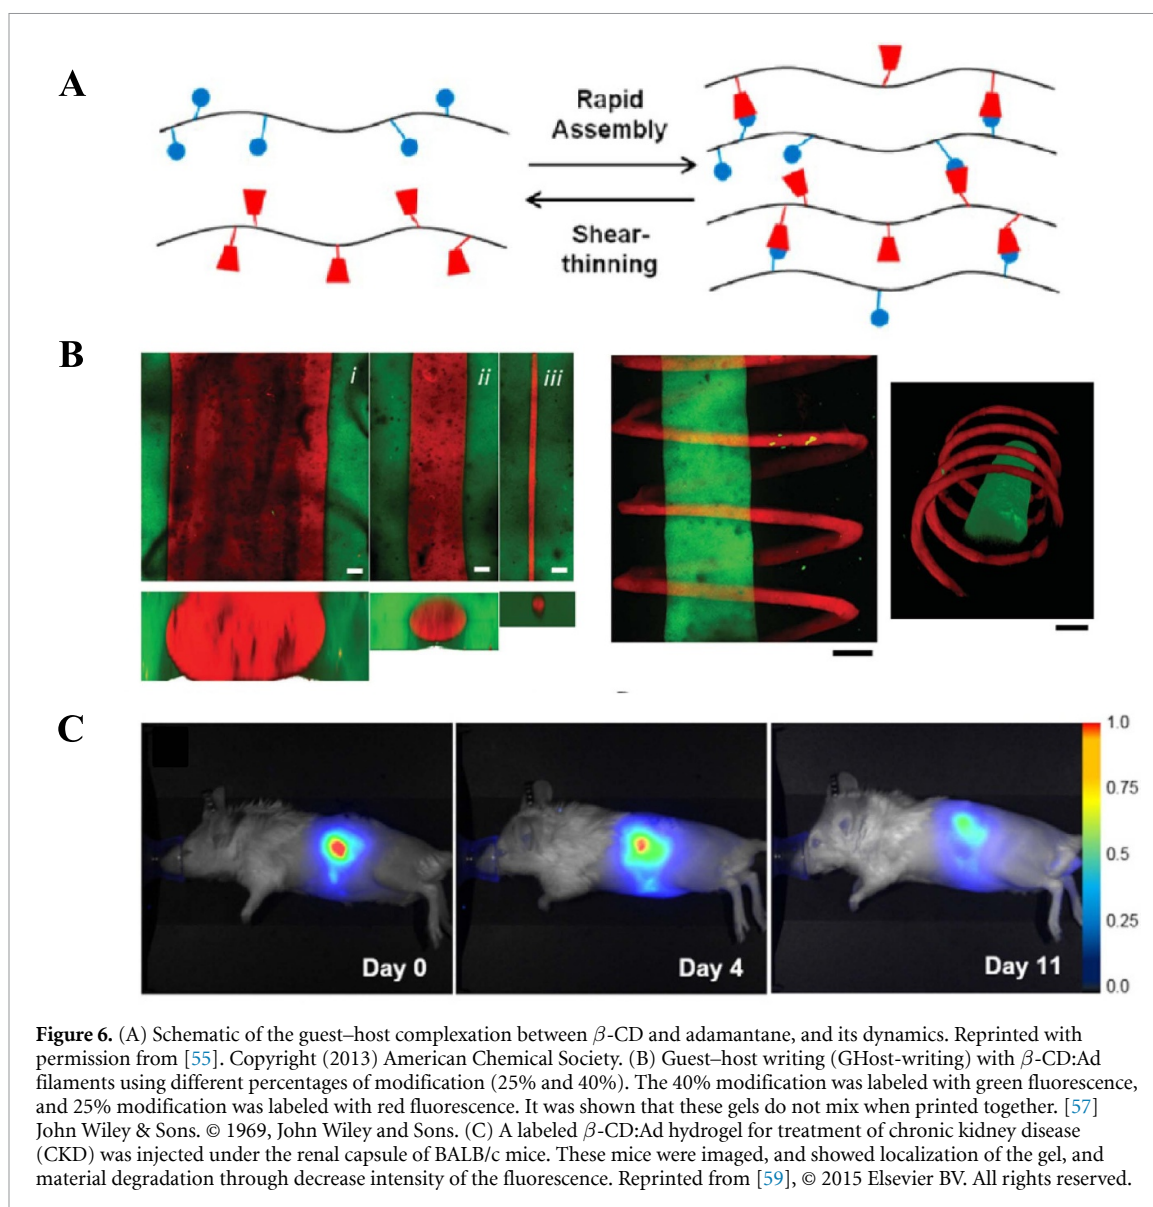 A
Rapid
Assembly
Shear-
thinning
B
i
ii
iii
C
Day 0
Day 4
Day 11
1.0
0.75
0.5
0.25
0.0
Figure 6. (A) Schematic of the guest–host complexation between β-CD and adamantane, and its dynamics. Reprinted with
permission from [55]. Copyright (2013) American Chemical Society. (B) Guest–host writing (GHost-writing) with β-CD:Ad
filaments using different percentages of modification (25% and 40%). The 40% modification was labeled with green fluorescence,
and 25% modification was labeled with red fluorescence. It was shown that these gels do not mix when printed together. [57]
John Wiley & Sons. © 1969, John Wiley and Sons. (C) A labeled β-CD:Ad hydrogel for treatment of chronic kidney disease
(CKD) was injected under the renal capsule of BALB/c mice. These mice were imaged, and showed localization of the gel, and
material degradation through decrease intensity of the fluorescence. Reprinted from [59], © 2015 Elsevier BV. All rights reserved.